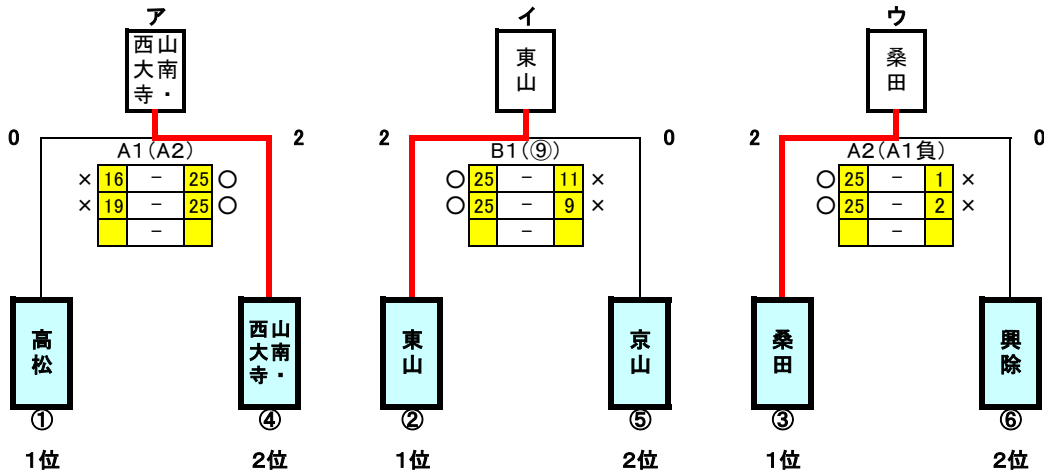 ア イ ウ
山南・西大寺 東山 桑田
0 2 2 0 2 0
A1(A2) B1(⑨) A2(A1負)
× 16 － 25 ○ ○ 25 － 11 × ○ 25 － 1 ×
× 19 － 25 ○ ○ 25 － 9 × ○ 25 － 2 ×
－ － －
高松 山南・西大寺 東山 京山 桑田 興除
① ④ ② ⑤ ③ ⑥
1位 2位 1位 2位 1位 2位